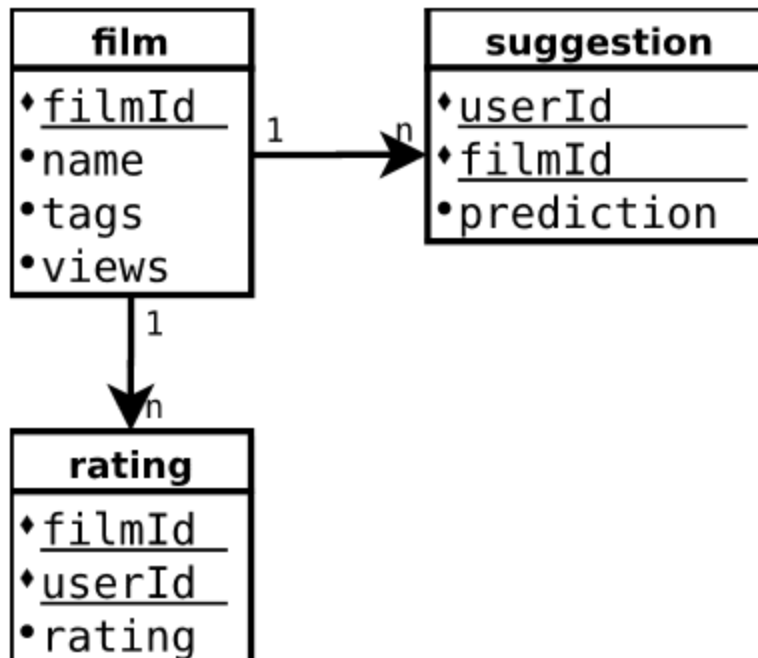 film
filmId
name
tags
views
1
n
suggestion
userId
filmId
prediction
1
n
rating
filmId
userId
rating